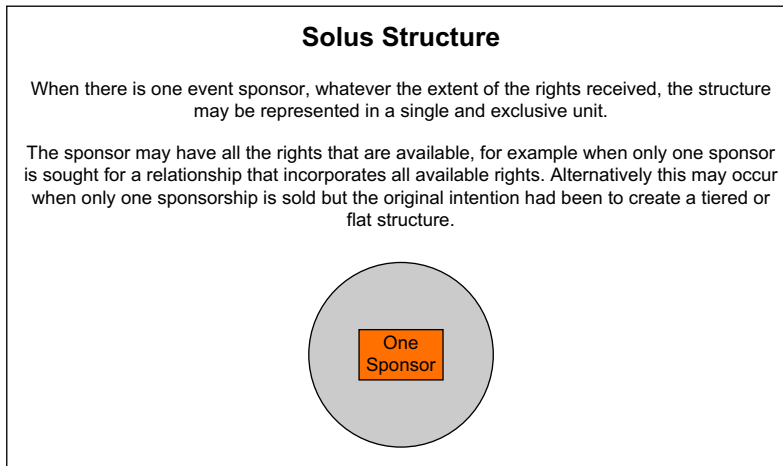 Solus Structure
When there is one event sponsor, whatever the extent of the rights received, the structure
may be represented in a single and exclusive unit.
The sponsor may have all the rights that are available, for example when only one sponsor
is sought for a relationship that incorporates all available rights. Alternatively this may occur
when only one sponsorship is sold but the original intention had been to create a tiered or
flat structure.
One
Sponsor